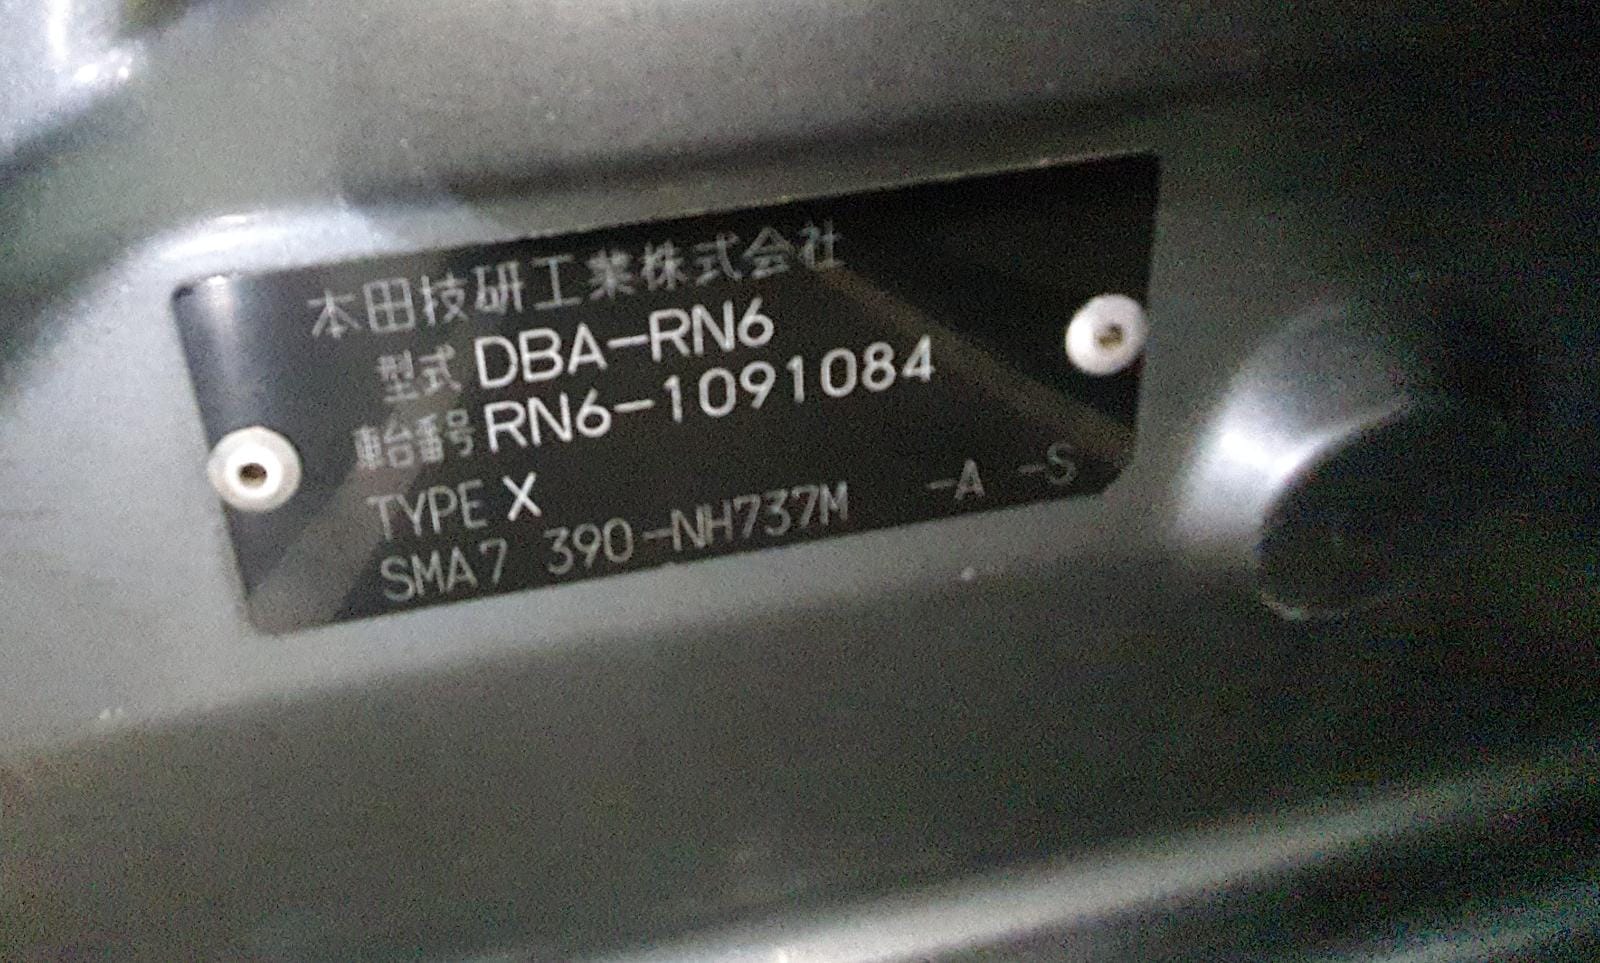 本田技研工業株式会社
型式 DBA-RN6
車台番号 RN6-1091084
TYPE X
SMA7 390-NH737M -A -S